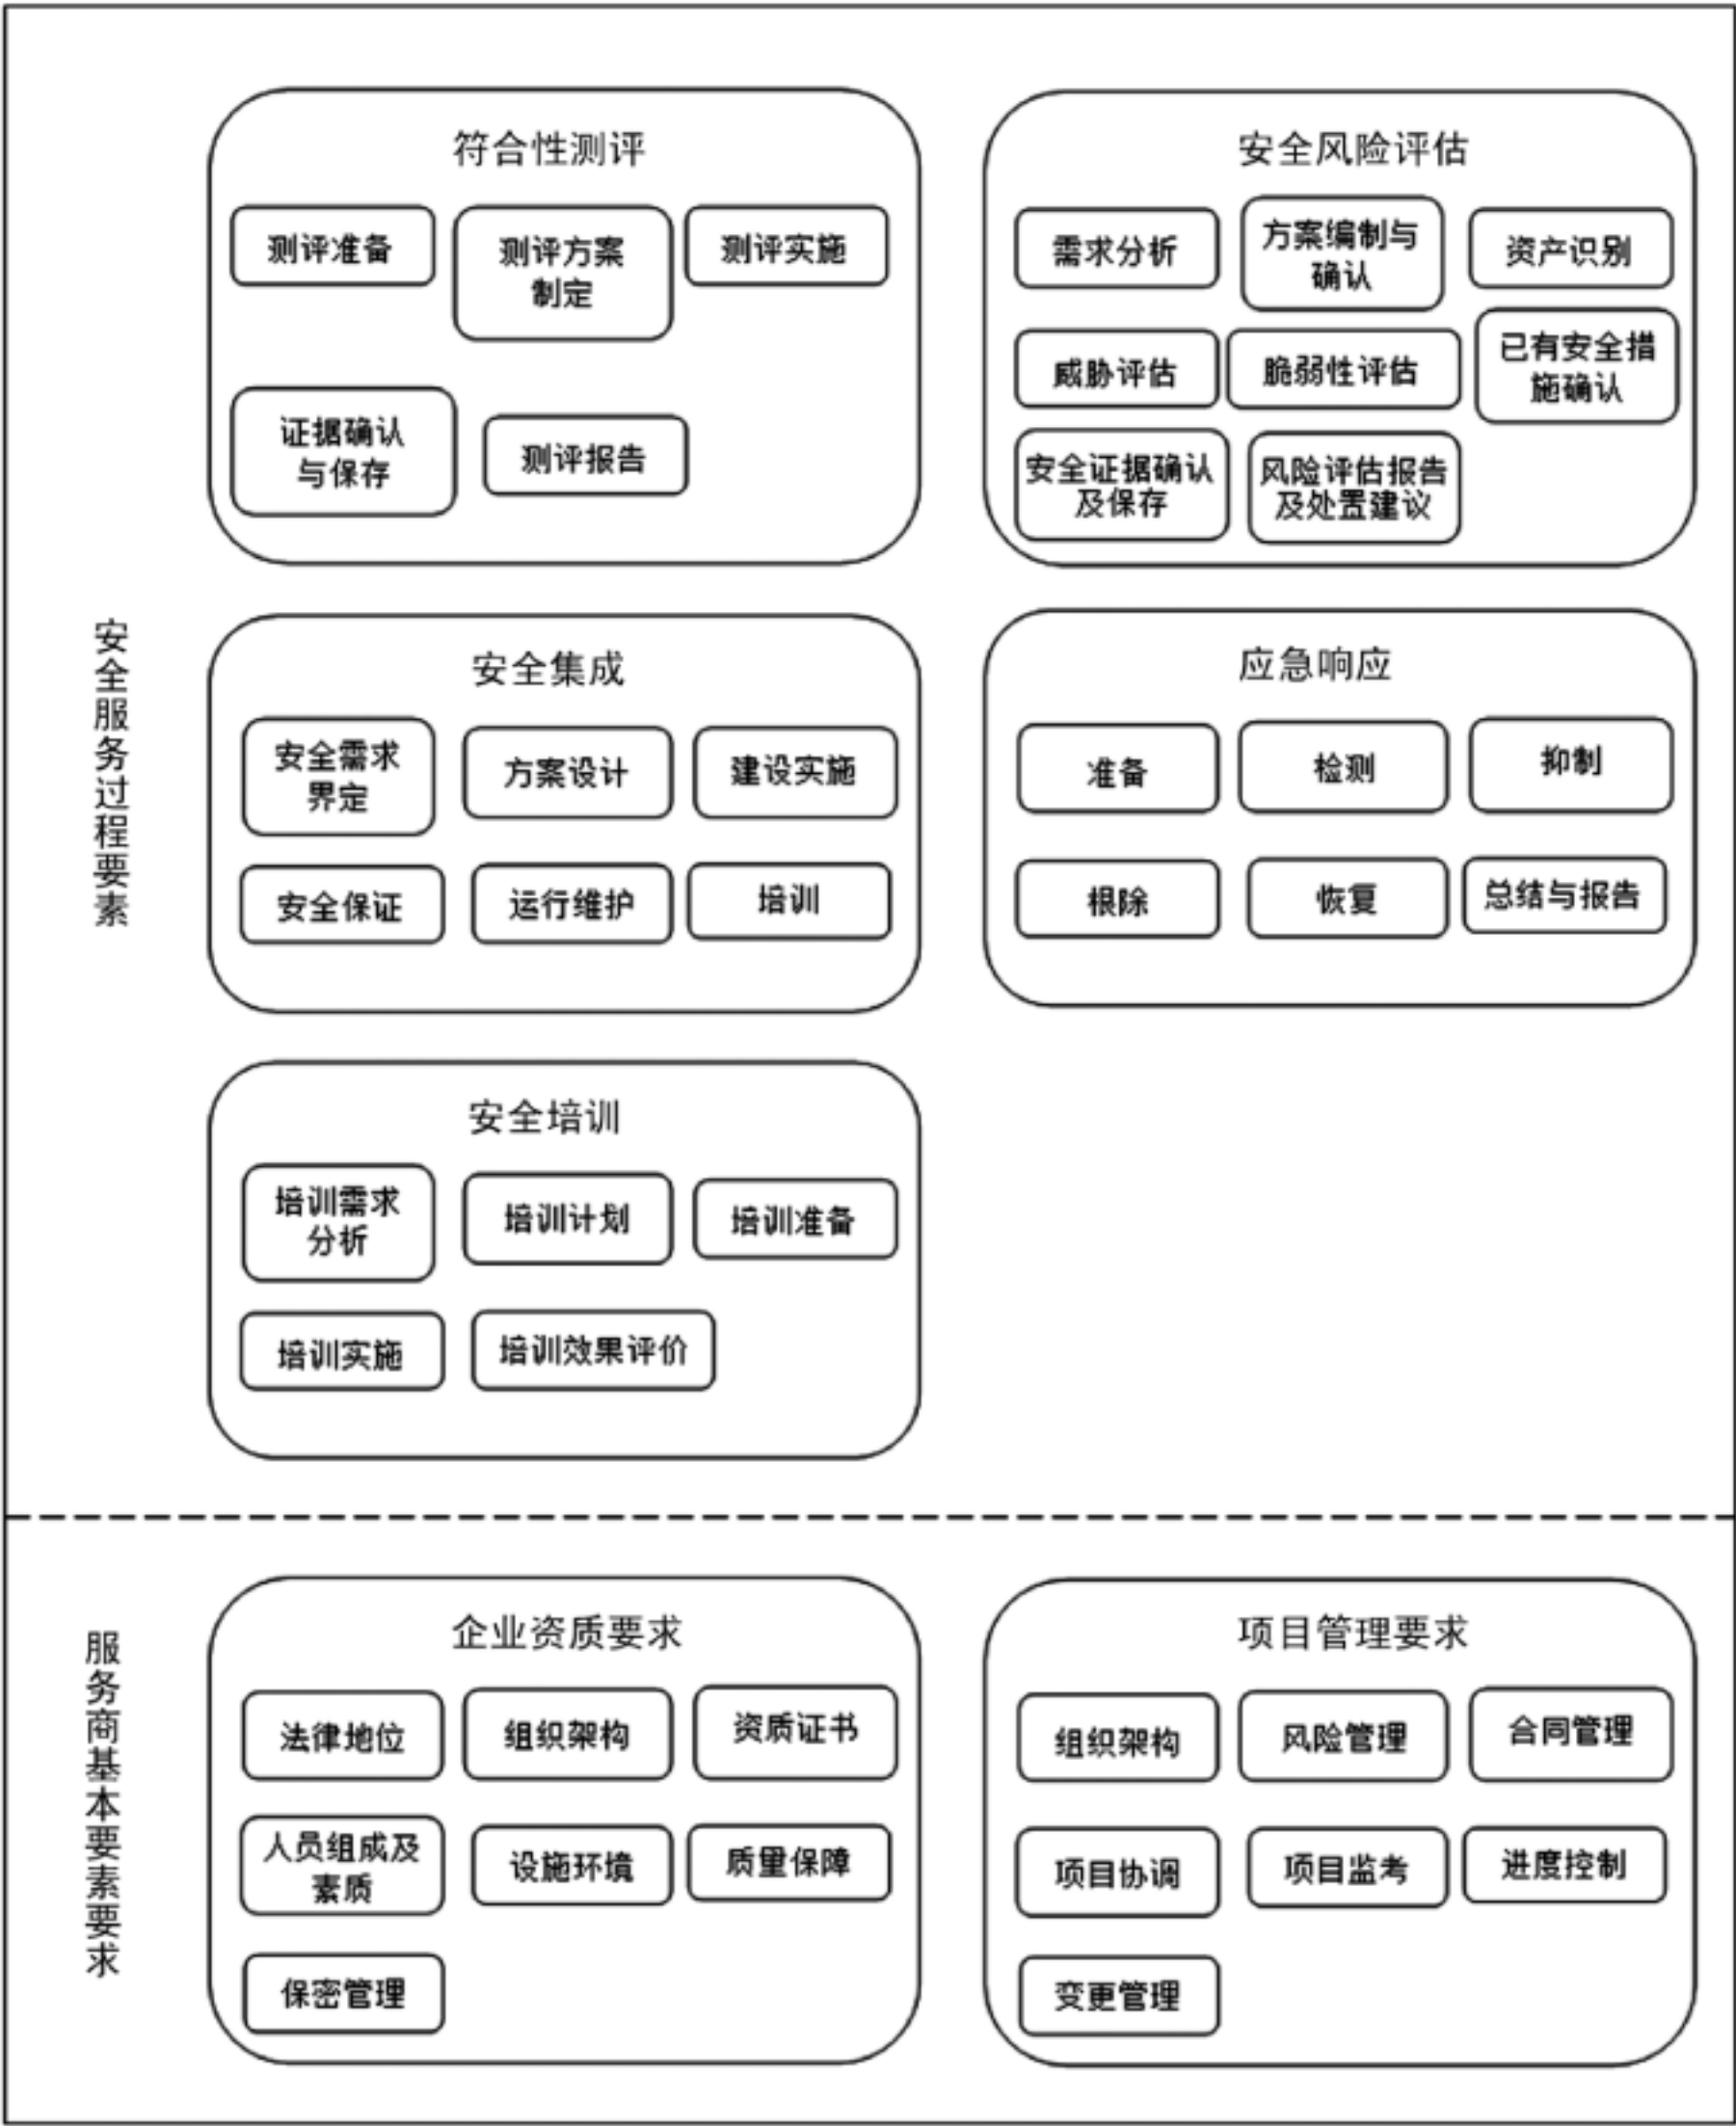 安全服务过程要素
符合性测评
测评准备
测评方案
制定
测评实施
证据确认
与保存
测评报告
安全风险评估
需求分析
方案编制与
确认
资产识别
威胁评估
脆弱性评估
已有安全措
施确认
安全证据确认
及保存
风险评估报告
及处置建议
安全集成
安全需求
界定
方案设计
建设实施
安全保证
运行维护
培训
应急响应
准备
检测
抑制
根除
恢复
总结与报告
安全培训
培训需求
分析
培训计划
培训准备
培训实施
培训效果评价
服务商基本要素要求
企业资质要求
法律地位
组织架构
资质证书
人员组成及
素质
设施环境
质量保障
保密管理
项目管理要求
组织架构
风险管理
合同管理
项目协调
项目监考
进度控制
变更管理